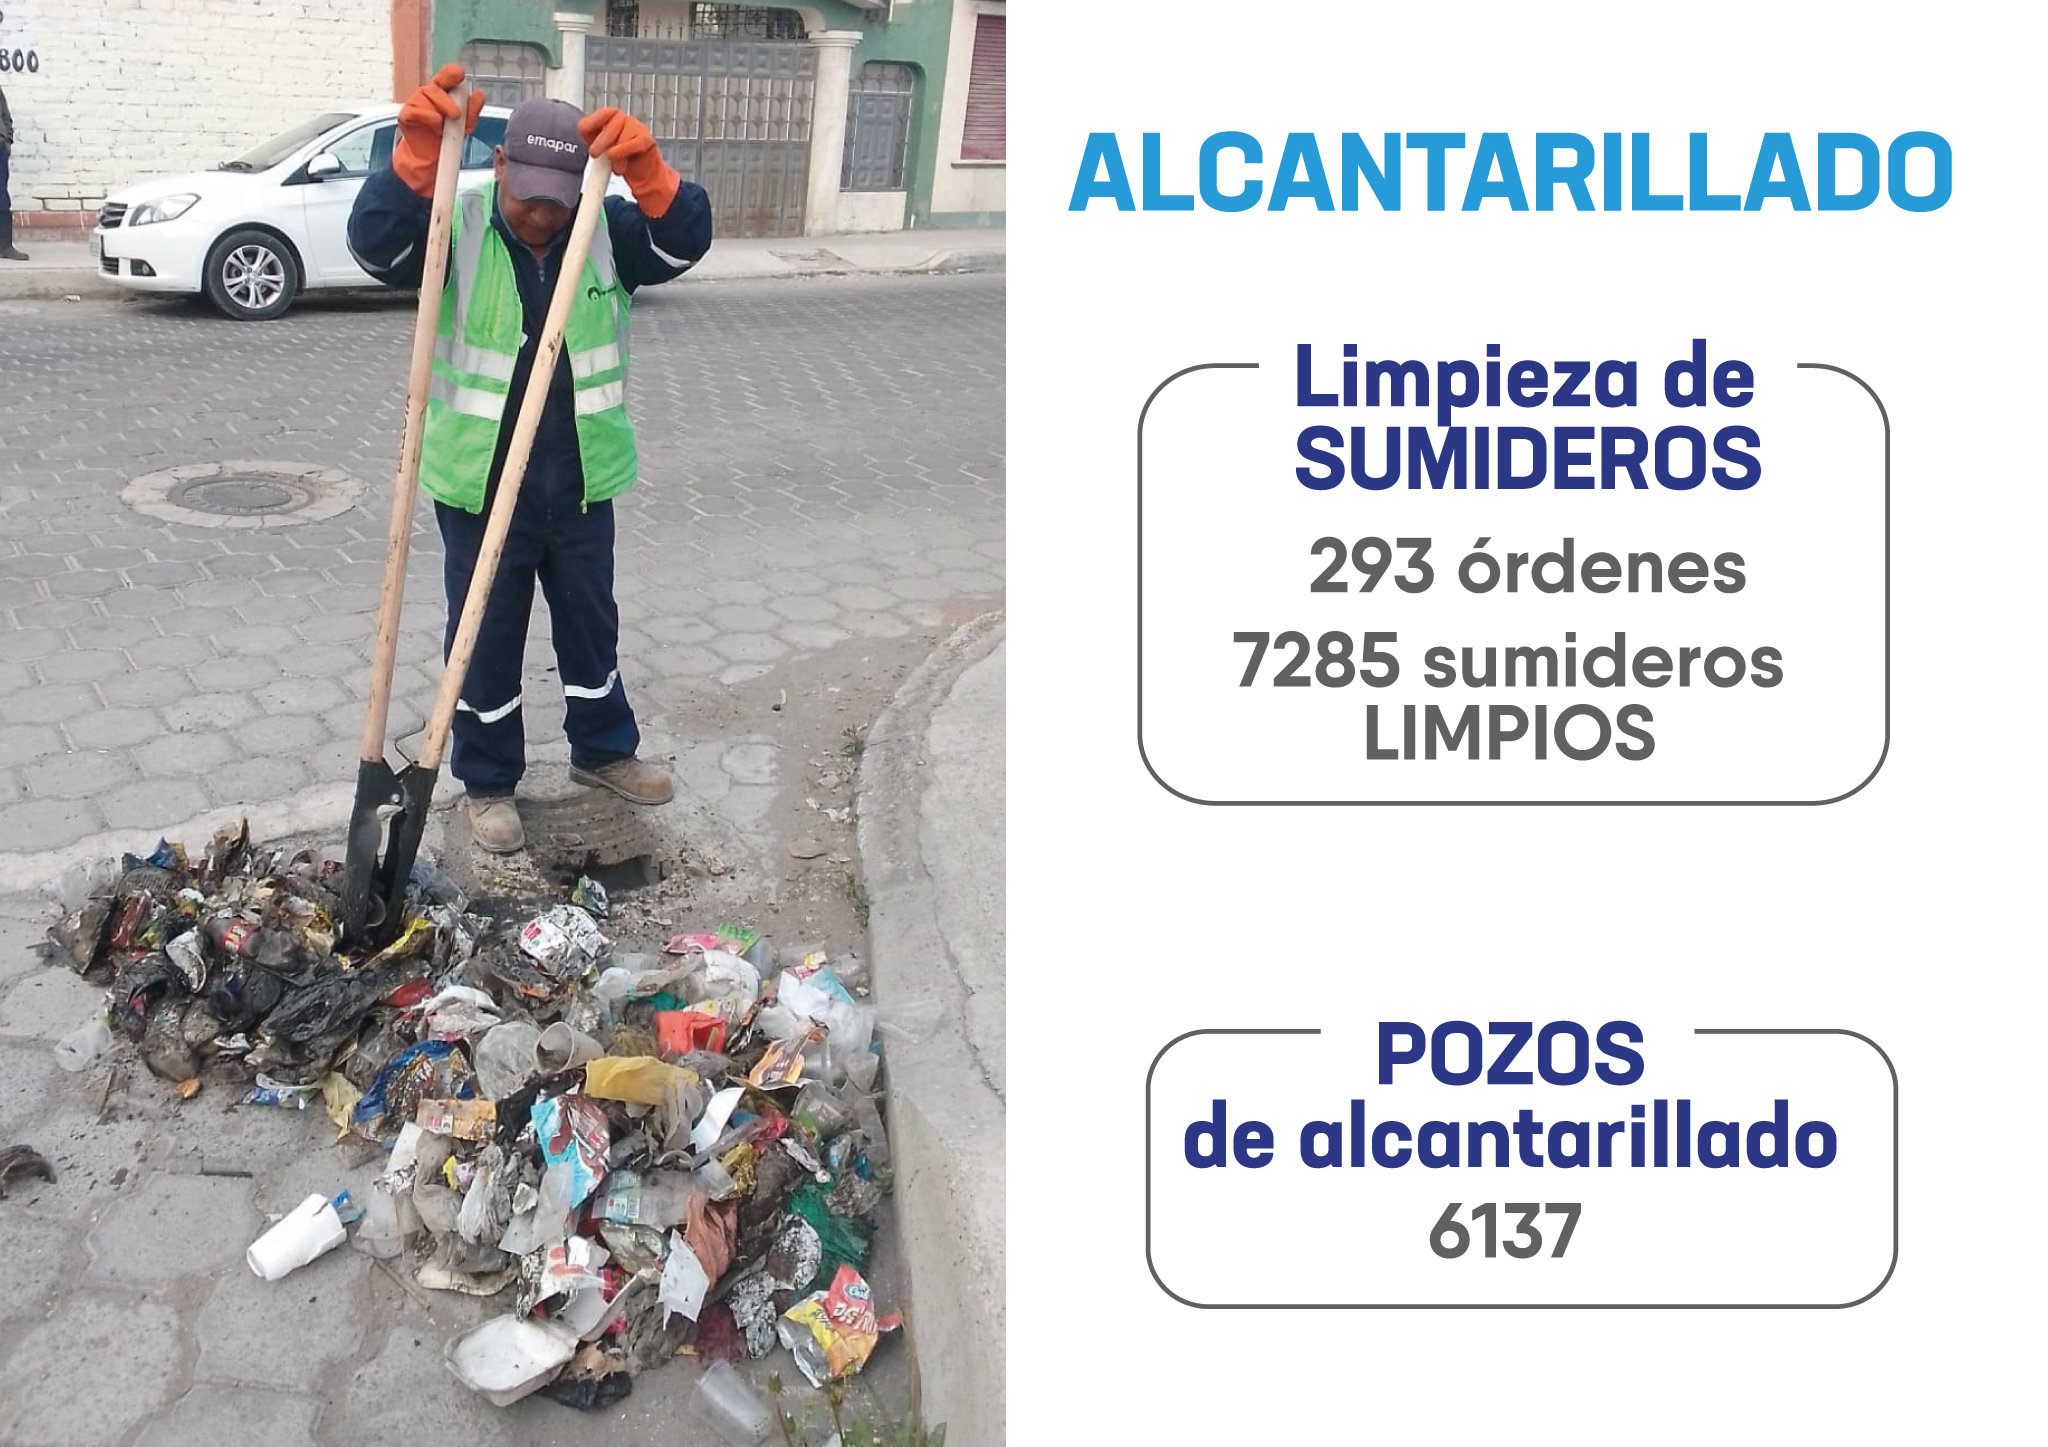 800
emapar
ALCANTARILLADO
Limpieza de
SUMIDEROS
293 órdenes
7285 sumideros
LIMPIOS
POZOS
de alcantarillado
6137